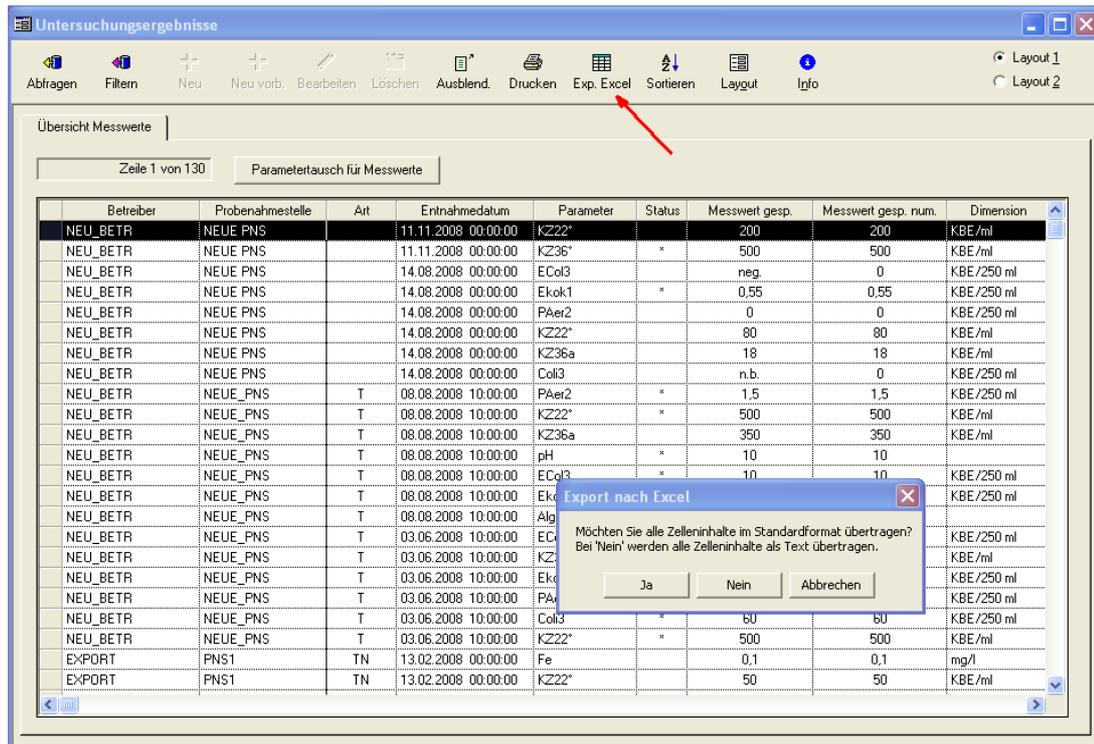 Untersuchungsergebnisse
Abfragen Filtern Neu Neu vorb. Bearbeiten Löschen Ausblend. Drucken Exp. Excel Sortieren Layout Info
Layout 1
Layout 2
Übersicht Messwerte
Zeile 1 von 130 Parametertausch für Messwerte
Betreiber Probenahmestelle Art Entnahmedatum Parameter Status Messwert gesp. Messwert gesp. num. Dimension
NEU_BETR NEUE PNS 11.11.2008 00:00:00 KZ22° 200 200 KBE/ml
NEU_BETR NEUE PNS 11.11.2008 00:00:00 KZ36° × 500 500 KBE/ml
NEU_BETR NEUE PNS 14.08.2008 00:00:00 ECol3 neg. 0 KBE/250 ml
NEU_BETR NEUE PNS 14.08.2008 00:00:00 Ekok1 × 0,55 0,55 KBE/250 ml
NEU_BETR NEUE PNS 14.08.2008 00:00:00 PAer2 0 0 KBE/250 ml
NEU_BETR NEUE PNS 14.08.2008 00:00:00 KZ22° 80 80 KBE/ml
NEU_BETR NEUE PNS 14.08.2008 00:00:00 KZ36a 18 18 KBE/ml
NEU_BETR NEUE PNS 14.08.2008 00:00:00 Coli3 n.b. 0 KBE/250 ml
NEU_BETR NEUE_PNS T 08.08.2008 10:00:00 PAer2 × 1,5 1,5 KBE/250 ml
NEU_BETR NEUE_PNS T 08.08.2008 10:00:00 KZ22° × 500 500 KBE/ml
NEU_BETR NEUE_PNS T 08.08.2008 10:00:00 KZ36a 350 350 KBE/ml
NEU_BETR NEUE_PNS T 08.08.2008 10:00:00 pH × 10 10
NEU_BETR NEUE_PNS T 08.08.2008 10:00:00 ECol3 × 10 10 KBE/250 ml
NEU_BETR NEUE_PNS T 08.08.2008 10:00:00 KBE/250 ml
NEU_BETR NEUE_PNS T 08.08.2008 10:00:00
NEU_BETR NEUE_PNS T 03.06.2008 10:00:00 KBE/250 ml
NEU_BETR NEUE_PNS T 03.06.2008 10:00:00 KBE/ml
NEU_BETR NEUE_PNS T 03.06.2008 10:00:00 KBE/250 ml
NEU_BETR NEUE_PNS T 03.06.2008 10:00:00 KBE/250 ml
NEU_BETR NEUE_PNS T 03.06.2008 10:00:00 Coli3 × 60 60 KBE/250 ml
NEU_BETR NEUE_PNS T 03.06.2008 10:00:00 KZ22° × 500 500 KBE/ml
EXPORT PNS1 TN 13.02.2008 00:00:00 Fe 0,1 0,1 mg/l
EXPORT PNS1 TN 13.02.2008 00:00:00 KZ22° 50 50 KBE/ml
Export nach Excel
Möchten Sie alle Zelleninhalte im Standardformat übertragen?
Bei 'Nein' werden alle Zelleninhalte als Text übertragen.
Ja Nein Abbrechen